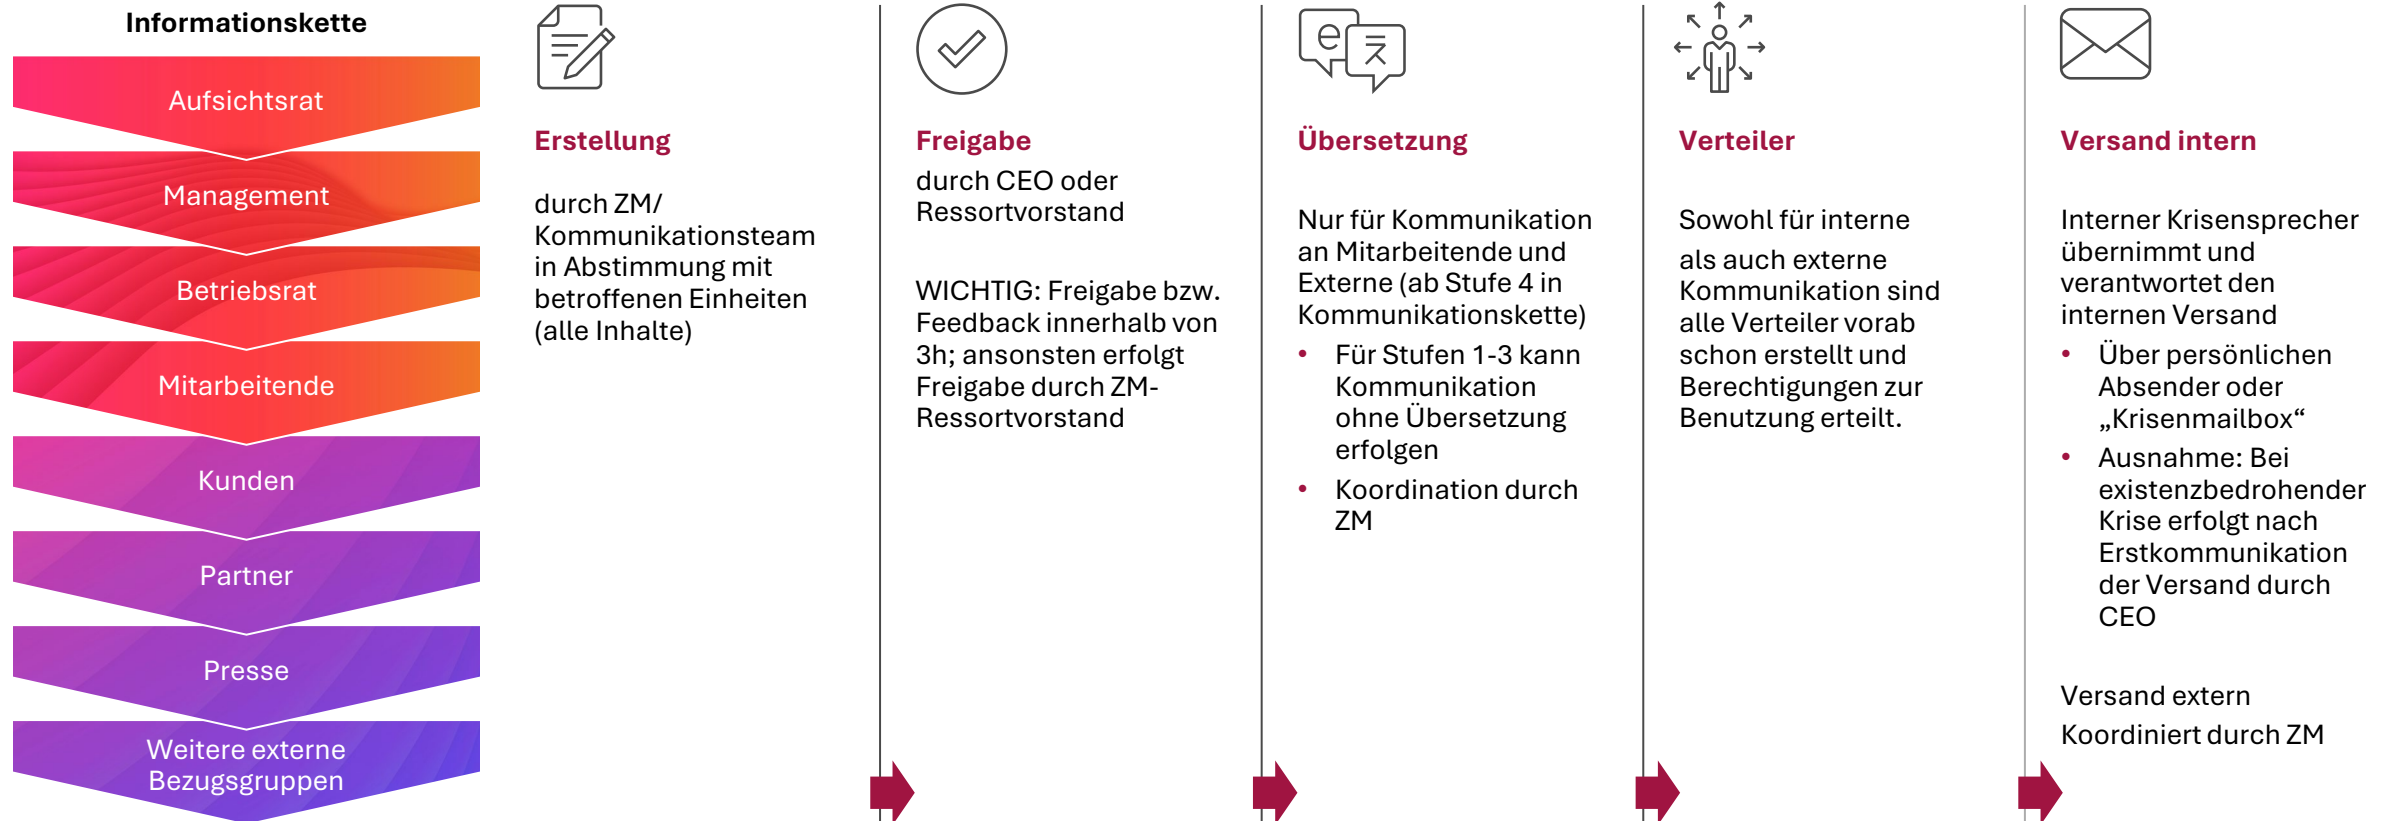 Informationskette
Aufsichtsrat
Management
Betriebsrat
Mitarbeitende
Kunden
Partner
Presse
Weitere externe
Bezugsgruppen
Erstellung
durch ZM/
Kommunikationsteam
in Abstimmung mit
betroffenen Einheiten
(alle Inhalte)
Freigabe
durch CEO oder
Ressortvorstand
WICHTIG: Freigabe bzw.
Feedback innerhalb von
3h; ansonsten erfolgt
Freigabe durch ZM-
Ressortvorstand
Übersetzung
Nur für Kommunikation
an Mitarbeitende und
Externe (ab Stufe 4 in
Kommunikationskette)
• Für Stufen 1-3 kann
Kommunikation
ohne Übersetzung
erfolgen
• Koordination durch
ZM
Verteiler
Sowohl für interne
als auch externe
Kommunikation sind
alle Verteiler vorab
schon erstellt und
Berechtigungen zur
Benutzung erteilt.
Versand intern
Interner Krisensprecher
übernimmt und
verantwortet den
internen Versand
• Über persönlichen
Absender oder
„Krisenmailbox“
• Ausnahme: Bei
existenzbedrohender
Krise erfolgt nach
Erstkommunikation
der Versand durch
CEO
Versand extern
Koordiniert durch ZM